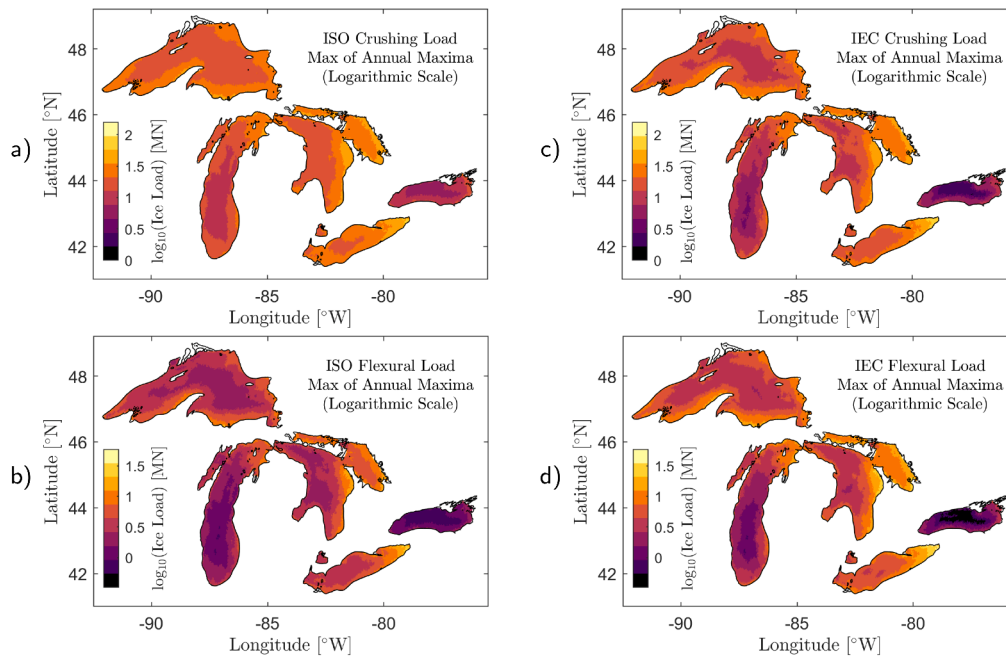 a)
ISO Crushing Load
Max of Annual Maxima
(Logarithmic Scale)
48
46
44
42
Latitude [°N]
2
1.5
1
0.5
0
log10(Ice Load) [MN]
-90
-85
-80
Longitude [°W]
c)
IEC Crushing Load
Max of Annual Maxima
(Logarithmic Scale)
48
46
44
42
Latitude [°N]
2
1.5
1
0.5
0
log10(Ice Load) [MN]
-90
-85
-80
Longitude [°W]
b)
ISO Flexural Load
Max of Annual Maxima
(Logarithmic Scale)
48
46
44
42
Latitude [°N]
1.5
1
0.5
0
log10(Ice Load) [MN]
-90
-85
-80
Longitude [°W]
d)
IEC Flexural Load
Max of Annual Maxima
(Logarithmic Scale)
48
46
44
42
Latitude [°N]
1.5
1
0.5
0
log10(Ice Load) [MN]
-90
-85
-80
Longitude [°W]